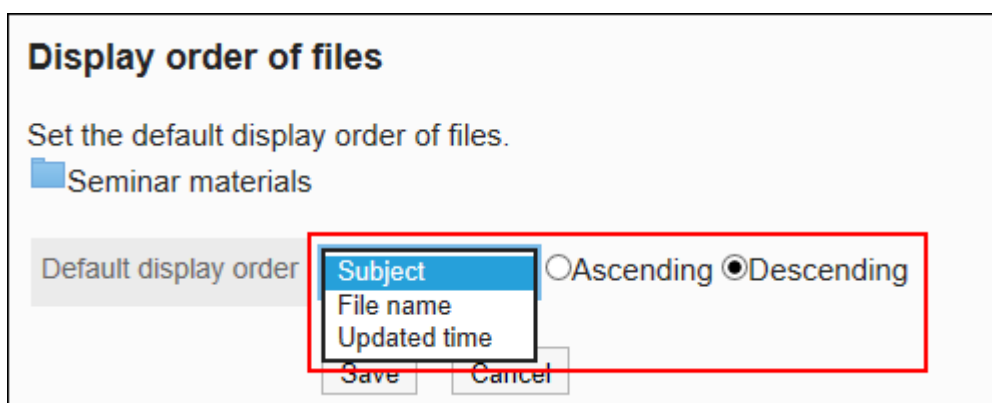 Display order of files
Set the default display order of files.
Seminar materials
Default display order Subject Ascending Descending
File name
Updated time
Save Cancel